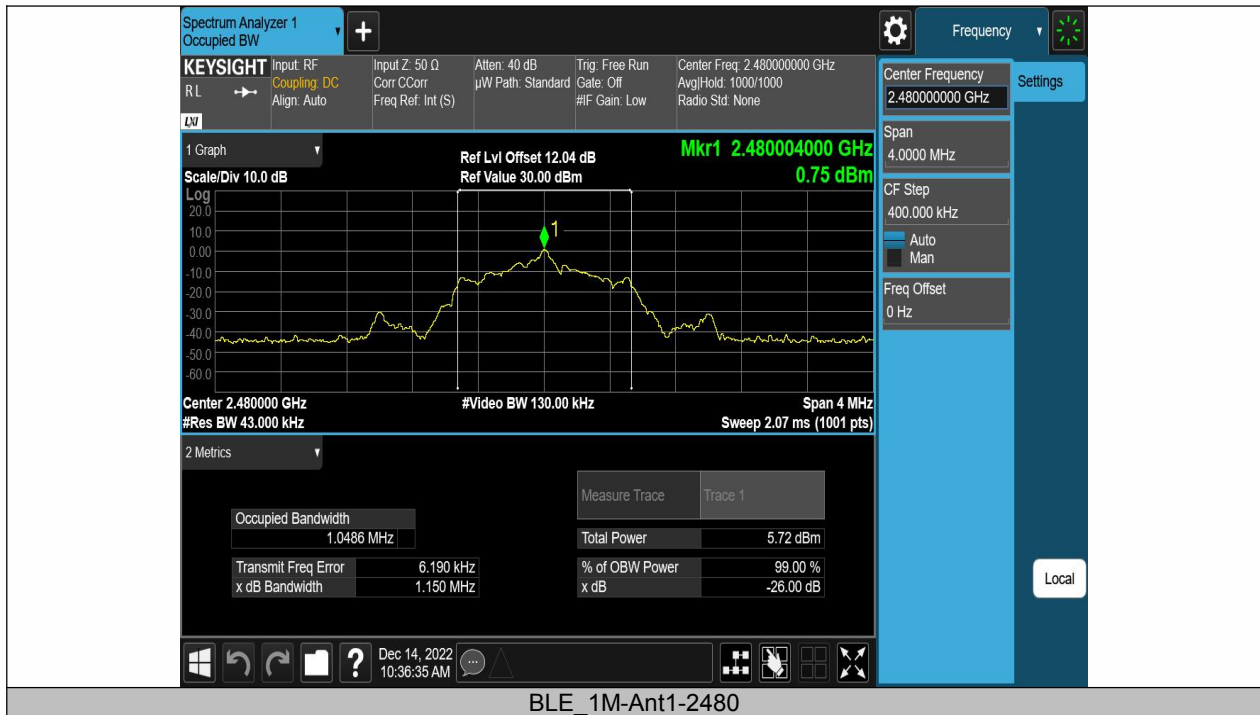 Spectrum Analyzer 1
Occupied BW
+
Frequency
KEYSIGHT
RL
LXI
Input: RF
Coupling: DC
Align: Auto
Input Z: 50 Ω
Corr CCorr
Freq Ref: Int (S)
Atten: 40 dB
µW Path: Standard
Trig: Free Run
Gate: Off
#IF Gain: Low
Center Freq: 2.480000000 GHz
Avg|Hold: 1000/1000
Radio Std: None
Center Frequency
2.480000000 GHz
Settings
Span
4.0000 MHz
CF Step
400.000 kHz
Auto
Man
Freq Offset
0 Hz
Local
1 Graph
Scale/Div 10.0 dB
Ref Lvl Offset 12.04 dB
Ref Value 30.00 dBm
Mkr1 2.480004000 GHz
0.75 dBm
Log
20.0
10.0
0.00
-10.0
-20.0
-30.0
-40.0
-50.0
-60.0
1
Center 2.480000 GHz
#Res BW 43.000 kHz
#Video BW 130.00 kHz
Span 4 MHz
Sweep 2.07 ms (1001 pts)
2 Metrics
Measure Trace Trace 1
Occupied Bandwidth
1.0486 MHz
Total Power 5.72 dBm
Transmit Freq Error 6.190 kHz
% of OBW Power 99.00 %
x dB Bandwidth 1.150 MHz
x dB -26.00 dB
?
Dec 14, 2022
10:36:35 AM
BLE_1M-Ant1-2480